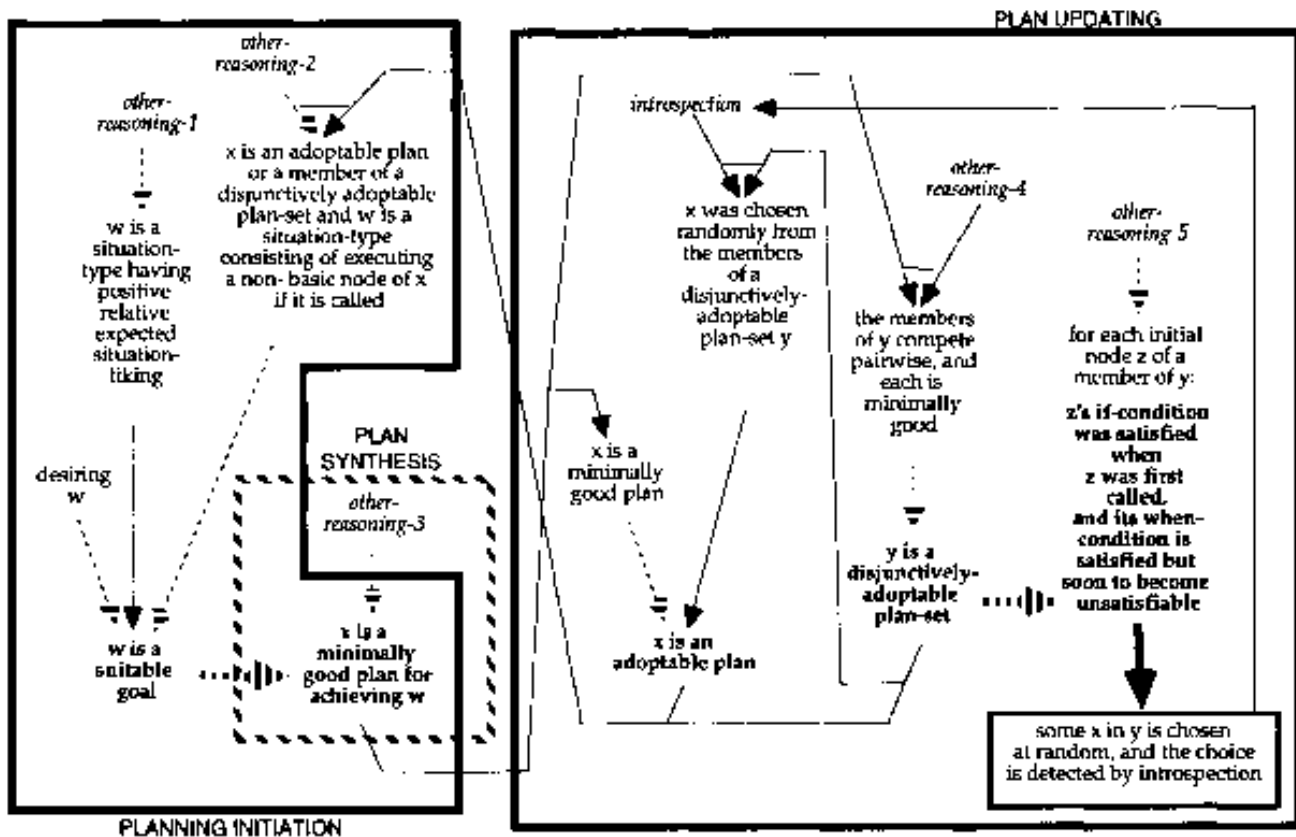 PLAN UPDATING
other-
reasoning-2
other-
reasoning-1
x is an adoptable plan
or a member of a
disjunctively adoptable
plan-set and w is a
situation-type
consisting of executing
a non- basic node of x
if it is called
w is a
situation-
type having
positive
relative
expected
situation-
liking
desiring
w
w is a
suitable
goal
PLAN
SYNTHESIS
other-
reasoning-3
x is a
minimally
good plan for
achieving w
PLANNING INITIATION
introspection
x was chosen
randomly from
the members
of a
disjunctively-
adoptable
plan-set y
x is a
minimally
good plan
x is an
adoptable plan
other-
reasoning-4
the members
of y compete
pairwise, and
each is
minimally
good
y is a
disjunctively-
adoptable
plan-set
other-
reasoning 5
for each initial
node z of a
member of y:
z's if-condition
was satisfied
when
z was first
called,
and its when-
condition is
satisfied but
soon to become
unsatisfiable
some x in y is chosen
at random, and the choice
is detected by introspection